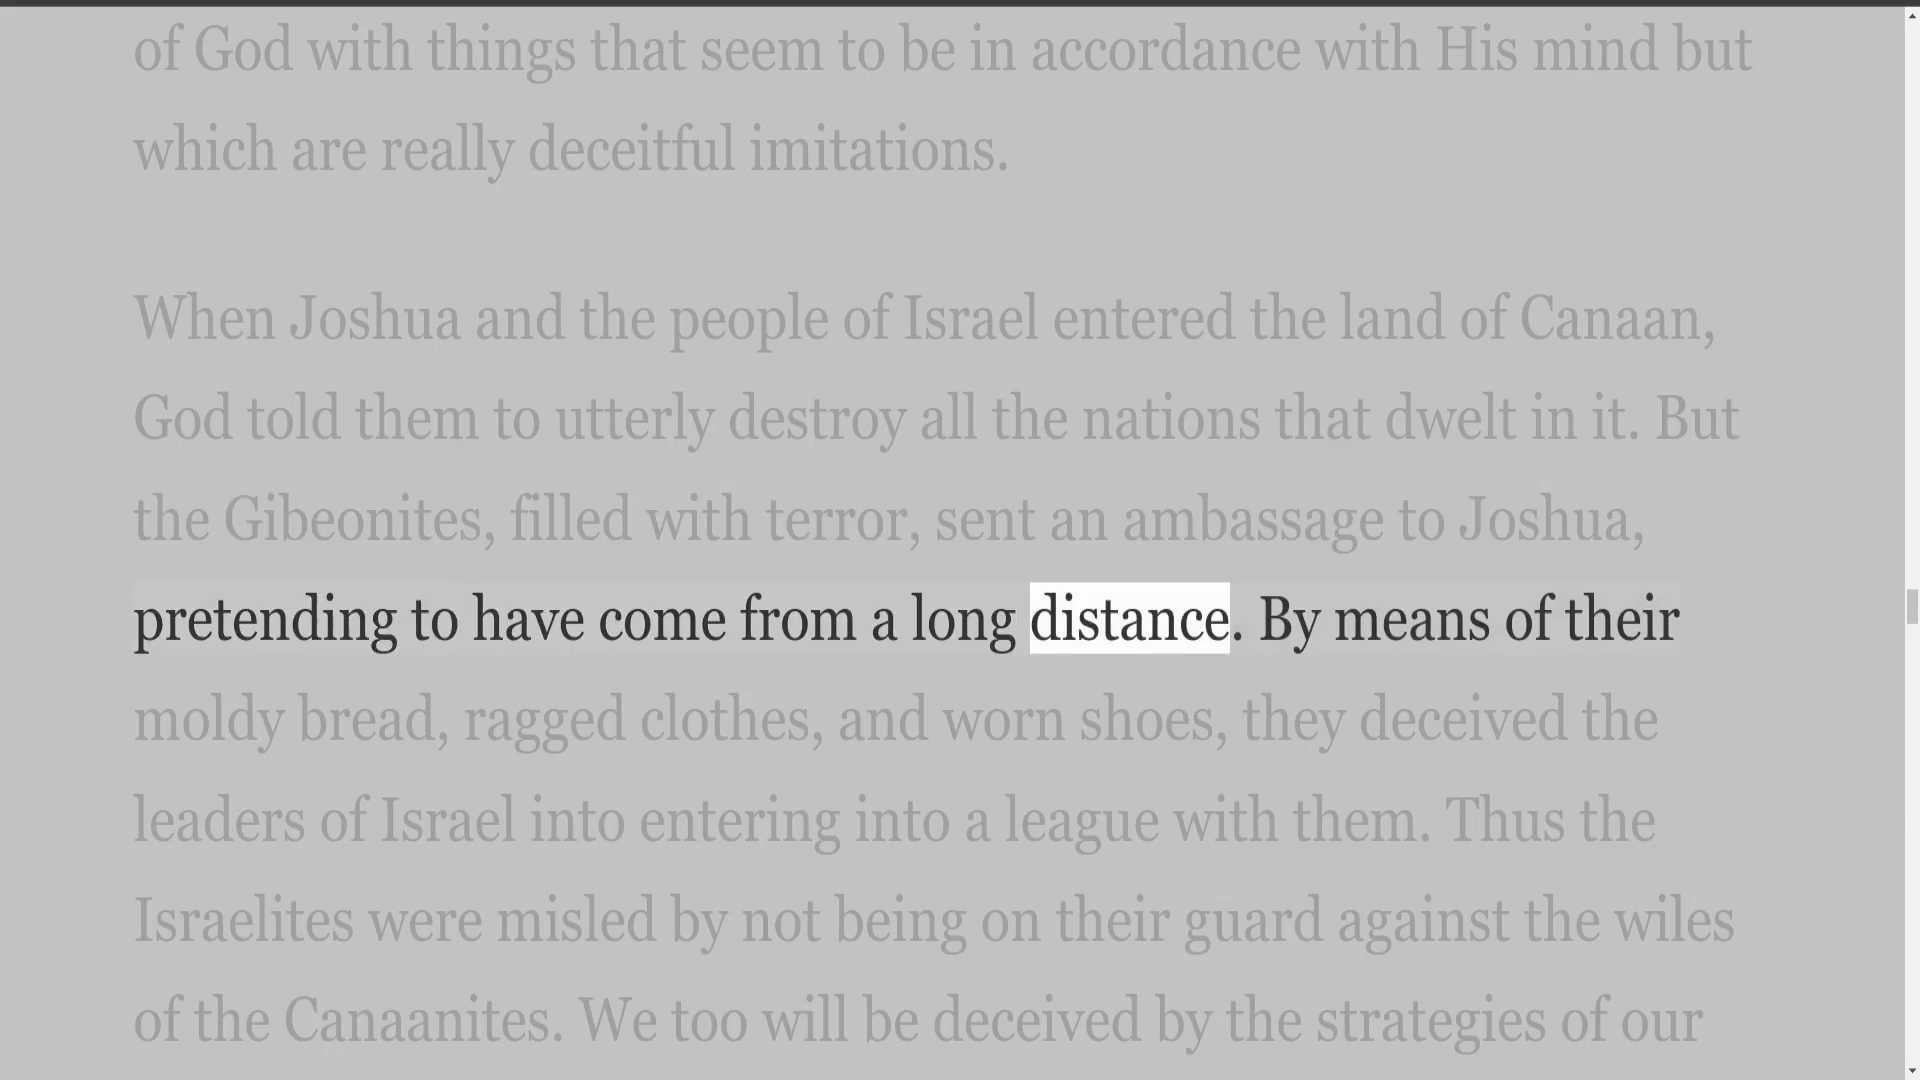 of God with things that seem to be in accordance with His mind but
which are really deceitful imitations.
When Joshua and the people of Israel entered the land of Canaan,
God told them to utterly destroy all the nations that dwelt in it. But
the Gibeonites, filled with terror, sent an ambassage to Joshua,
pretending to have come from a long distance. By means of their
moldy bread, ragged clothes, and worn shoes, they deceived the
leaders of Israel into entering into a league with them. Thus the
Israelites were misled by not being on their guard against the wiles
of the Canaanites. We too will be deceived by the strategies of our